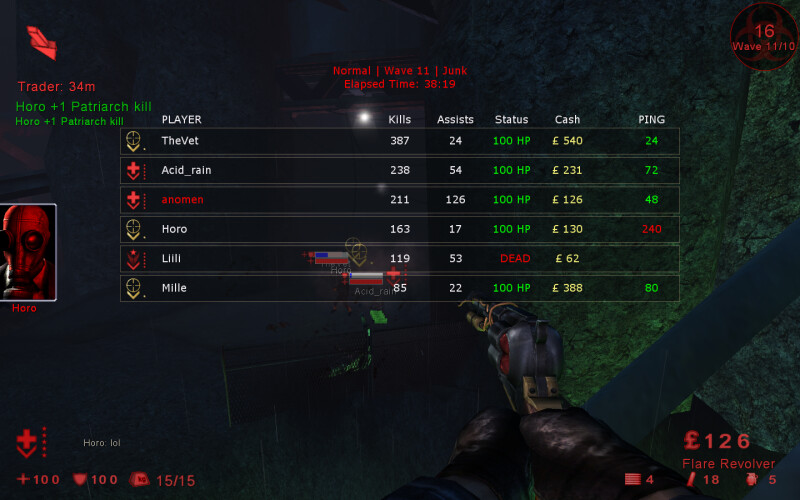 16
Wave 11/10
Normal | Wave 11 | Junk
Elapsed Time: 38:19
Trader: 34m
Horo +1 Patriarch kill
Horo +1 Patriarch kill
PLAYER Kills Assists Status Cash PING
TheVet 387 24 100 HP £ 540 24
Acid_rain 238 54 100 HP £ 231 72
anomen 211 126 100 HP £ 126 48
Horo 163 17 100 HP £ 130 240
Liili 119 53 DEAD £ 62
Horo
Mille 85 22 100 HP £ 388 80
Acid_rain
Horo
Horo: lol
£126
Flare Revolver
100 100 15/15 4 18 5